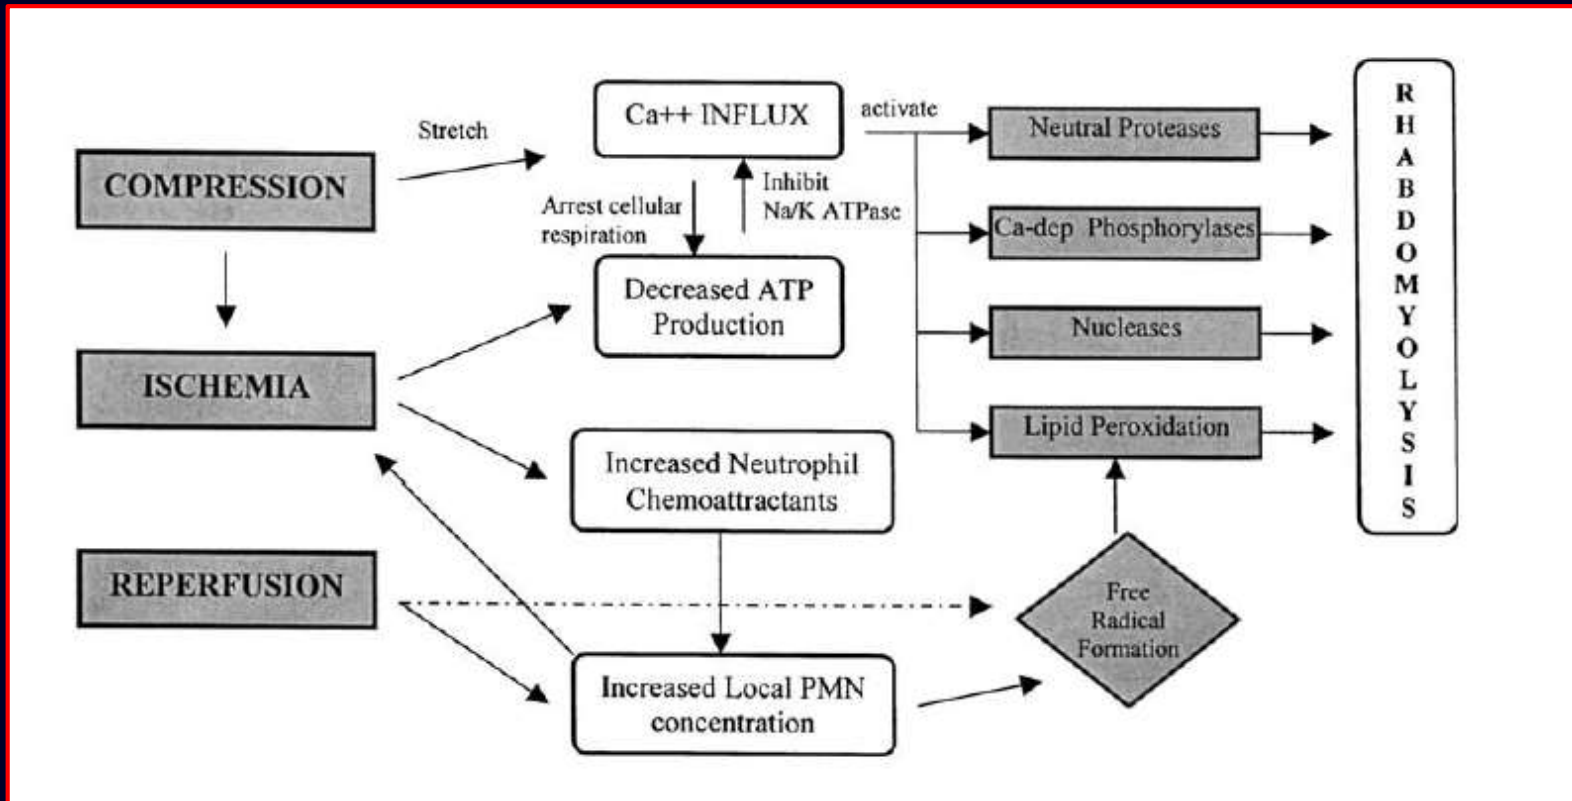 Stretch
Ca++ INFLUX
activate
Neutral Proteases
COMPRESSION
Inhibit
Na/K ATPase
Arrest cellular
respiration
Ca-dep Phosphorylases
Decreased ATP
Production
Nucleases
ISCHEMIA
Lipid Peroxidation
Increased Neutrophil
Chemoattractants
REPERFUSION
Free
Radical
Formation
Increased Local PMN
concentration
R
H
A
B
D
O
M
Y
O
L
Y
S
I
S